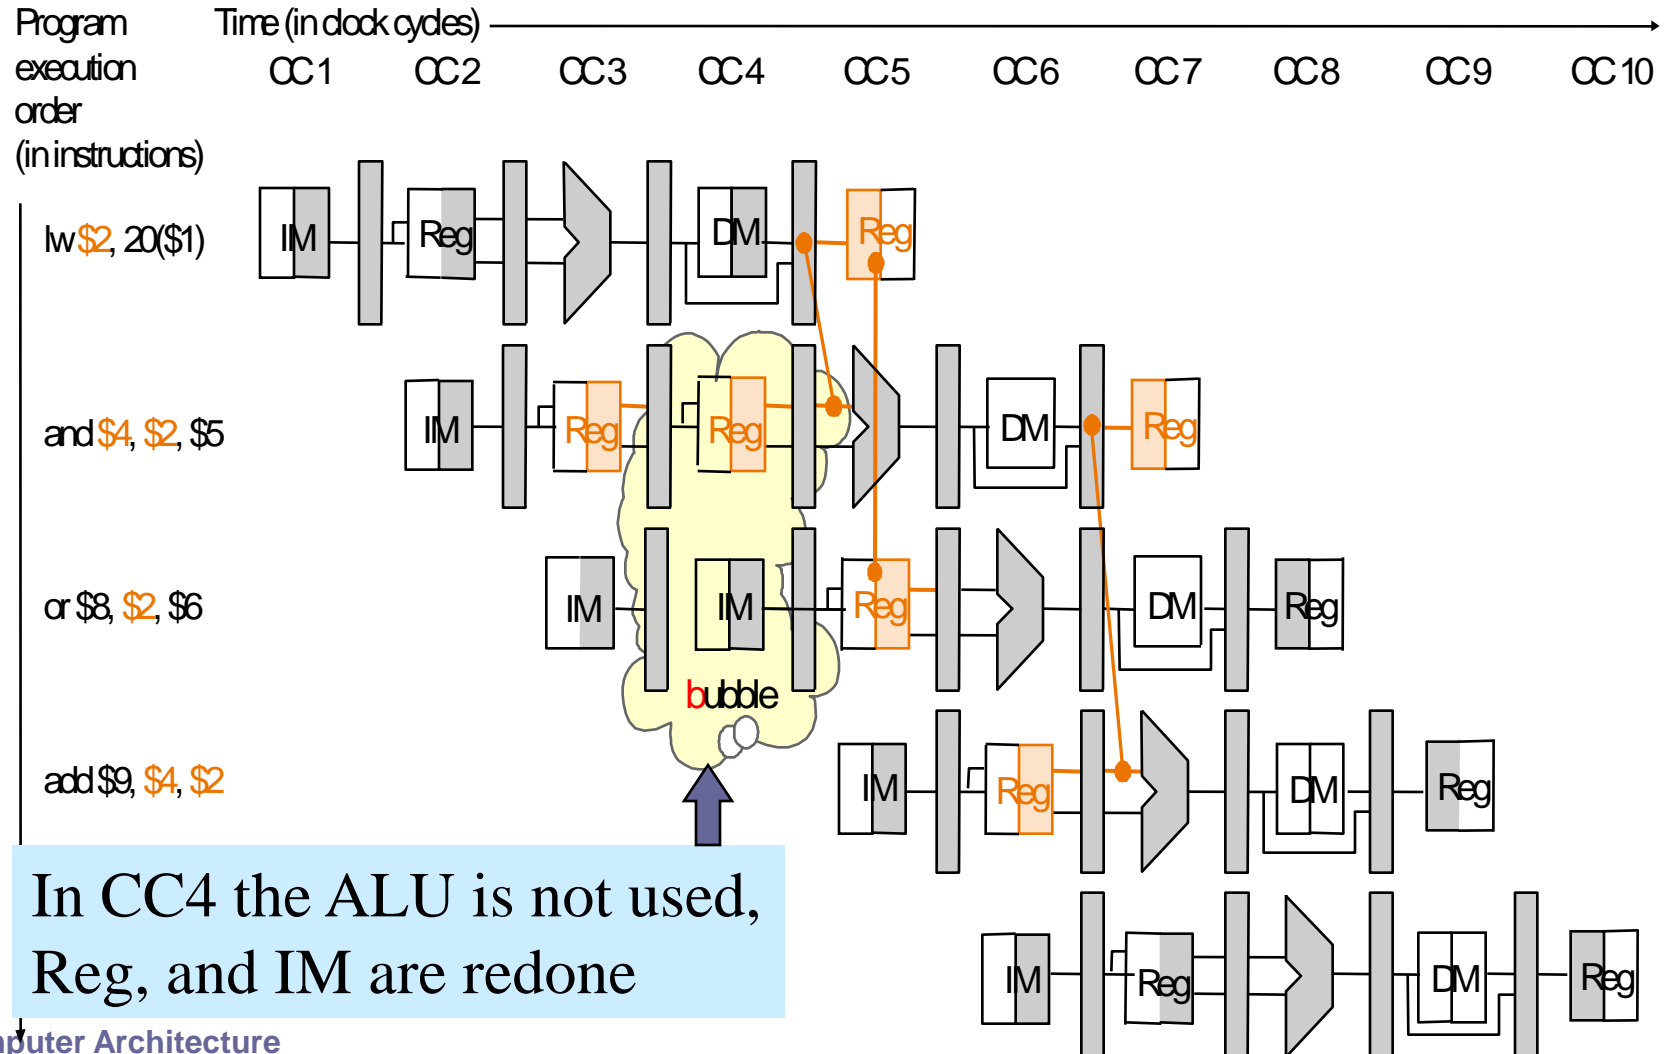 Program Time (in clock cycles)
execution CC 1 CC 2 CC 3 CC 4 CC 5 CC 6 CC 7 CC 8 CC 9 CC 10
order
(in instructions)
lw $2, 20($1) IM Reg DM Reg
and $4, $2, $5 IM Reg Reg DM Reg
or $8, $2, $6 IM IM Reg DM Reg
bubble
add $9, $4, $2 IM Reg DM Reg
In CC4 the ALU is not used,
Reg, and IM are redone
IM Reg DM Reg
mputer Architecture